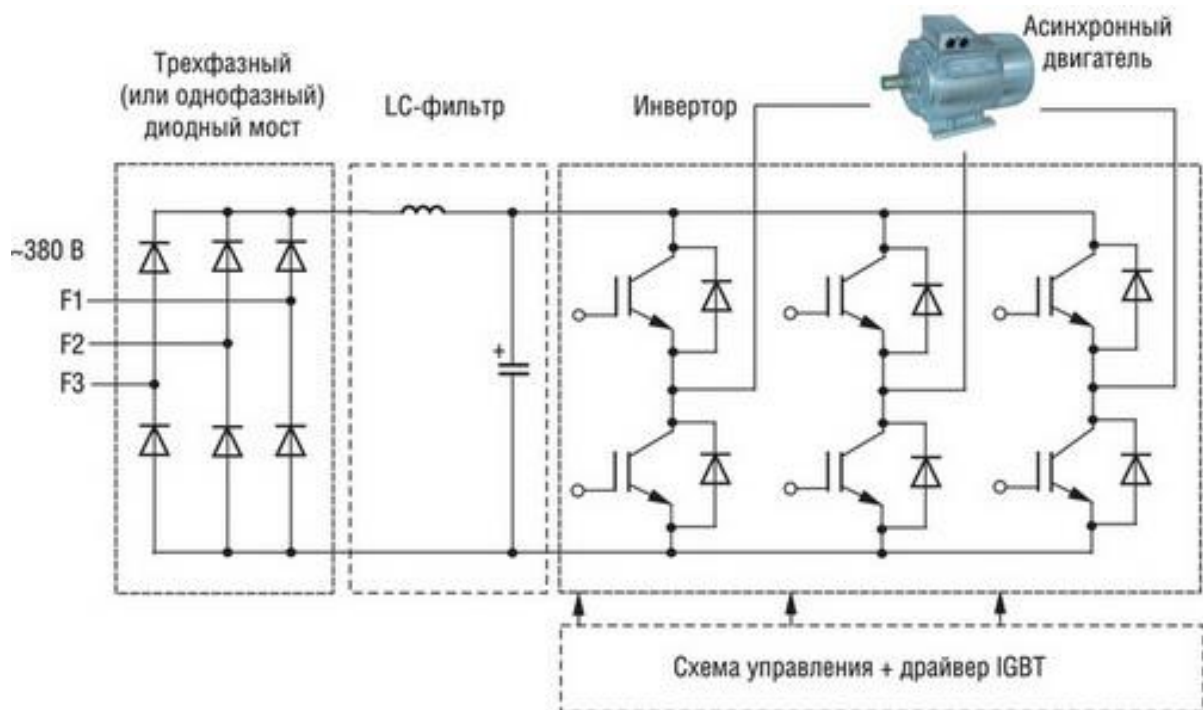 Трехфазный
(или однофазный)
диодный мост
LC-фильтр
Инвертор
Асинхронный
двигатель
~380 В
F1
F2
F3
+
Схема управления + драйвер IGBT